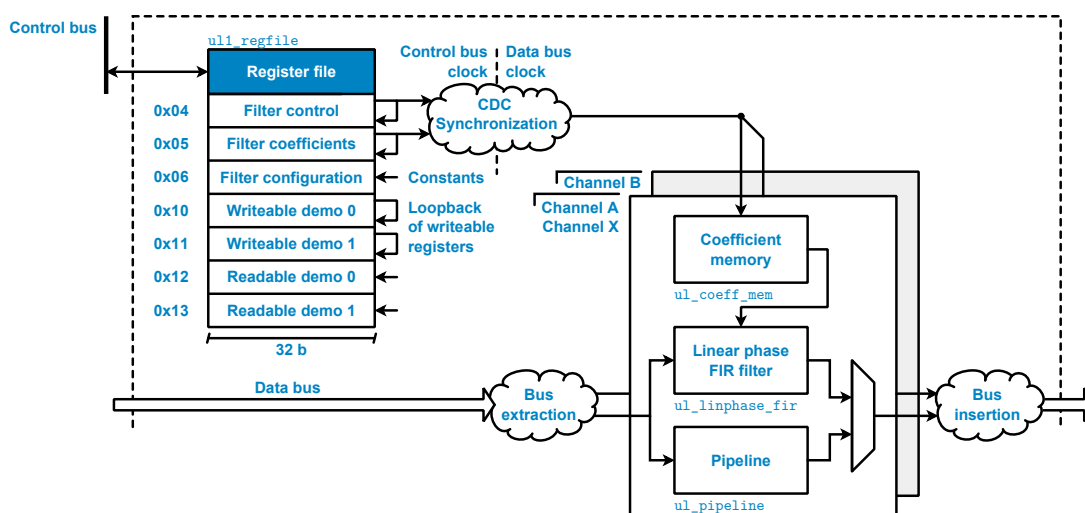 Control bus
ul1_regfile
Register file
0x04
Filter control
0x05
Filter coefficients
0x06
Filter configuration
0x10
Writeable demo 0
0x11
Writeable demo 1
0x12
Readable demo 0
0x13
Readable demo 1
32 b
Control bus
clock
Data bus
clock
CDC
Synchronization
Constants
Loopback
of writeable
registers
Channel B
Channel A
Channel X
Coefficient
memory
ul_coeff_mem
Linear phase
FIR filter
ul_linphase_fir
Pipeline
ul_pipeline
Data bus
Bus
extraction
Bus
insertion